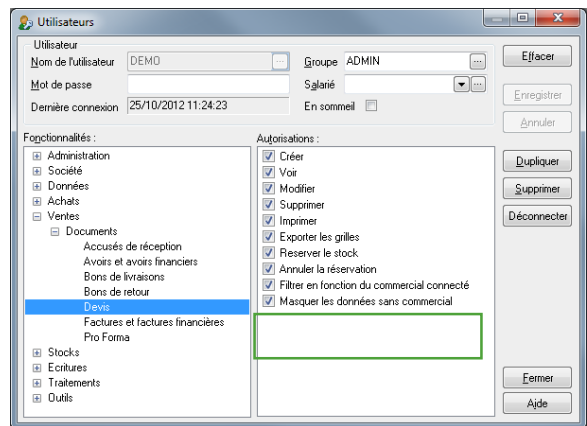 Utilisateurs
Utilisateur
Nom de l'utilisateur DEMO Groupe ADMIN Effacer
Mot de passe Salarié
Dernière connexion 25/10/2012 11:24:23 En sommeil Enregistrer
Annuler
Fonctionnalités : Autorisations :
Administration Créer Dupliquer
Société Voir
Données Modifier Supprimer
Achats Supprimer
Ventes Imprimer Déconnecter
Documents Exporter les grilles
Accusés de réception Reserver le stock
Avoirs et avoirs financiers Annuler la réservation
Bons de livraisons Filtrer en fonction du commercial connecté
Bons de retour Masquer les données sans commercial
Devis
Factures et factures financières
Pro Forma
Stocks
Ecritures Fermer
Traitements
Outils Aide